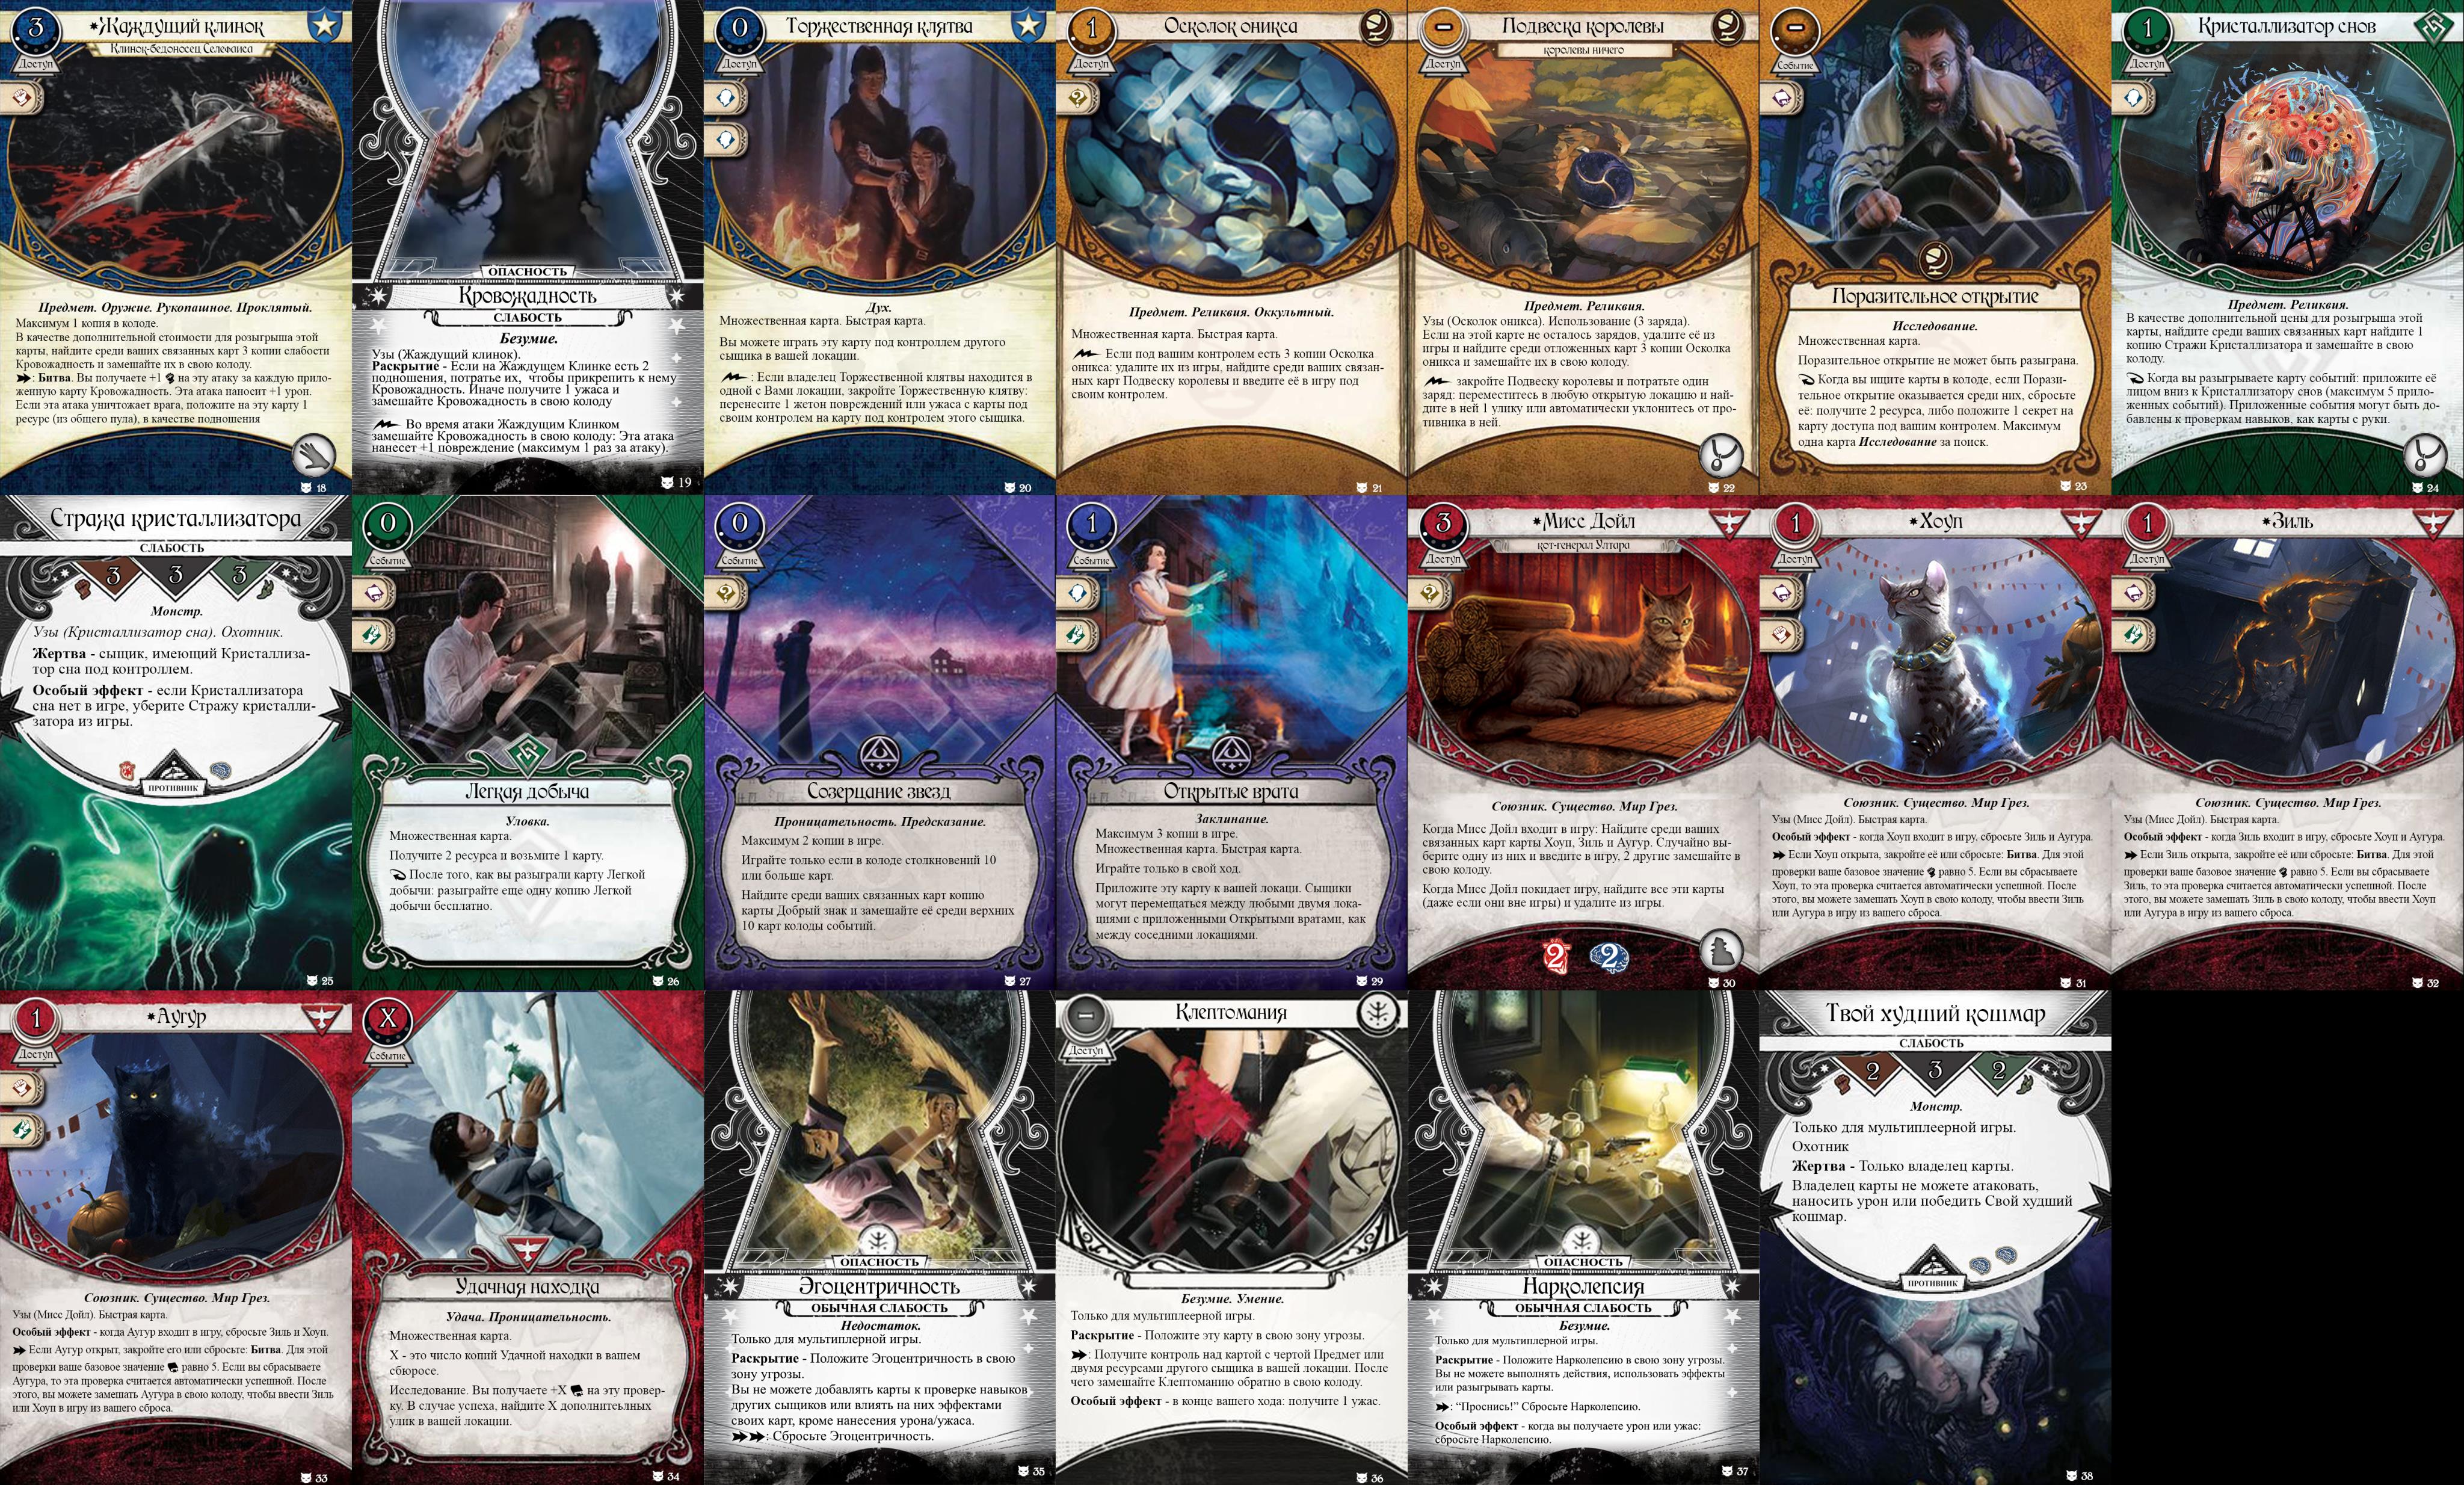 3
*Жаждущий клинок
Клинок-бедоносец Селефаиса
Доступ
Предмет. Оружие. Рукопашное. Проклятый.
Максимум 1 копия в колоде.
В качестве дополнительной стоимости для розыгрыша этой
карты, найдите среди ваших связанных карт 3 копии слабости
Кровожадность и замешайте их в свою колоду.
: Битва. Вы получаете +1 на эту атаку за каждую прило-
женную карту Кровожадность. Эта атака наносит +1 урон.
Если эта атака уничтожает врага, положите на эту карту 1
ресурс (из общего пула), в качестве подношения
18
ОПАСНОСТЬ
Кровожадность
СЛАБОСТЬ
Безумие.
Узы (Жаждущий клинок).
Раскрытие - Если на Жаждущем Клинке есть 2
подношения, потратье их, чтобы прикрепить к нему
Кровожадность. Иначе получите 1 ужаса и
замешайте Кровожадность в свою колоду
Во время атаки Жаждущим Клинком
замешайте Кровожадность в свою колоду: Эта атака
нанесет +1 повреждение (максимум 1 раз за атаку).
19
0
Торжественная клятва
Доступ
Дух.
Множественная карта. Быстрая карта.
Вы можете играть эту карту под контролем другого
сыщика в вашей локации.
: Если владелец Торжественной клятвы находится в
одной с Вами локации, закройте Торжественную клятву:
перенесите 1 жетон повреждений или ужаса с карты под
своим контролем на карту под контролем этого сыщика.
20
1
Осколок оникса
Доступ
Предмет. Реликвия. Оккультный.
Множественная карта. Быстрая карта.
Если под вашим контролем есть 3 копии Осколка
оникса: удалите их из игры, найдите среди ваших связан-
ных карт Подвеску королевы и введите её в игру под
своим контролем.
21
-
Подвеска королевы
королевы ничего
Доступ
Предмет. Реликвия.
Узы (Осколок оникса). Использование (3 заряда).
Если на этой карте не осталось зарядов, удалите её из
игры и найдите среди отложенных карт 3 копии Осколка
оникса и замешайте их в свою колоду.
закройте Подвеску королевы и потратьте один
заряд: переместитесь в любую открытую локацию и най-
дите в ней 1 улику или автоматически уклонитесь от про-
тивника в ней.
22
-
Событие
Поразительное открытие
Исследование.
Множественная карта.
Поразительное открытие не может быть разыграна.
Когда вы ищите карты в колоде, если Порази-
тельное открытие оказывается среди них, сбросьте
её: получите 2 ресурса, либо положите 1 секрет на
карту доступа под вашим контролем. Максимум
одна карта Исследование за поиск.
23
1
Кристаллизатор снов
Доступ
Предмет. Реликвия.
В качестве дополнительной цены для розыгрыша этой
карты, найдите среди ваших связанных карт найдите 1
копию Стражи Кристаллизатора и замешайте в свою
колоду.
Когда вы разыгрываете карту событий: приложите её
лицом вниз к Кристаллизатору снов (максимум 5 прило-
женных событий). Приложенные события могут быть до-
бавлены к проверкам навыков, как карты с руки.
24
Стража кристаллизатора
СЛАБОСТЬ
3 3 3
Монстр.
Узы (Кристаллизатор сна). Охотник.
Жертва - сыщик, имеющий Кристаллиза-
тор сна под контроллем.
Особый эффект - если Кристаллизатора
сна нет в игре, уберите Стражу кристалли-
затора из игры.
ПРОТИВНИК
25
0
Событие
Легкая добыча
Уловка.
Множественная карта.
Получите 2 ресурса и возьмите 1 карту.
После того, как вы разыграли карту Легкой
добычи: разыграйте еще одну копию Легкой
добычи бесплатно.
26
0
Событие
Созерцание звезд
Проницательность. Предсказание.
Максимум 2 копии в игре.
Играйте только если в колоде столкновений 10
или больше карт.
Найдите среди ваших связанных карт копию
карты Добрый знак и замешайте её среди верхних
10 карт колоды событий.
27
1
Событие
Открытые врата
Заклинание.
Максимум 3 копии в игре.
Множественная карта. Быстрая карта.
Играйте только в свой ход.
Приложите эту карту к вашей локаци. Сыщики
могут перемещаться между любыми двумя лока-
циями с приложенными Открытыми вратами, как
между соседними локациями.
29
3
*Мисс Дойл
кот-генерал Ултара
Доступ
Союзник. Существо. Мир Грез.
Когда Мисс Дойл входит в игру: Найдите среди ваших
связанных карт карты Хоуп, Зиль и Аугур. Случайно вы-
берите одну из них и введите в игру, 2 другие замешайте в
свою колоду.
Когда Мисс Дойл покидает игру, найдите все эти карты
(даже если они вне игры) и удалите из игры.
2 2
30
1
*Хоуп
Доступ
Союзник. Существо. Мир Грез.
Узы (Мисс Дойл). Быстрая карта.
Особый эффект - когда Хоуп входит в игру, сбросьте Зиль и Аугура.
Если Хоуп открыта, закройте её или сбросьте: Битва. Для этой
проверки ваше базовое значение равно 5. Если вы сбрасываете
Хоуп, то эта проверка считается автоматически успешной. После
этого, вы можете замешать Хоуп в свою колоду, чтобы ввести Зиль
или Аугура в игру из вашего сброса.
31
1
*Зиль
Доступ
Союзник. Существо. Мир Грез.
Узы (Мисс Дойл). Быстрая карта.
Особый эффект - когда Зиль входит в игру, сбросьте Хоуп и Аугура.
Если Зиль открыта, закройте её или сбросьте: Битва. Для этой
проверки ваше базовое значение равно 5. Если вы сбрасываете
Зиль, то эта проверка считается автоматически успешной. После
этого, вы можете замешать Зиль в свою колоду, чтобы ввести Хоуп
или Аугура в игру из вашего сброса.
32
1
*Аугур
Доступ
Союзник. Существо. Мир Грез.
Узы (Мисс Дойл). Быстрая карта.
Особый эффект - когда Аугур входит в игру, сбросьте Зиль и Хоуп.
Если Аугур открыт, закройте его или сбросьте: Битва. Для этой
проверки ваше базовое значение равно 5. Если вы сбрасываете
Аугура, то эта проверка считается автоматически успешной. После
этого, вы можете замешать Аугура в свою колоду, чтобы ввести Зиль
или Хоуп в игру из вашего сброса.
33
X
Событие
Удачная находка
Удача. Проницательность.
Множественная карта.
X - это число копий Удачной находки в вашем
сбюросе.
Исследование. Вы получаете +X на эту провер-
ку. В случае успеха, найдите X дополнитеьлных
улик в вашей локации.
34
ОПАСНОСТЬ
Эгоцентричность
ОБЫЧНАЯ СЛАБОСТЬ
Недостаток.
Только для мультиплерной игры.
Раскрытие - Положите Эгоцентричность в свою
зону угрозы.
Вы не можете добавлять карты к проверке навыков
других сыщиков или влиять на них эффектами
своих карт, кроме нанесения урона/ужаса.
: Сбросьте Эгоцентричность.
35
-
Клептомания
Доступ
Безумие. Умение.
Только для мультиплеерной игры.
Раскрытие - Положите эту карту в свою зону угрозы.
: Получите контроль над картой с чертой Предмет или
двумя ресурсами другого сыщика в вашей локации. После
чего замешайте Клептоманию обратно в свою колоду.
Особый эффект - в конце вашего хода: получите 1 ужас.
36
ОПАСНОСТЬ
Нарколепсия
ОБЫЧНАЯ СЛАБОСТЬ
Безумие.
Только для мультиплерной игры.
Раскрытие - Положите Нарколепсию в свою зону угрозы.
Вы не можете выполнять действия, использовать эффекты
или разыгрывать карты.
: “Проснись!” Сбросьте Нарколепсию.
Особый эффект - когда вы получаете урон или ужас:
сбросьте Нарколепсию.
37
Твой худший кошмар
СЛАБОСТЬ
2 3 2
Монстр.
Только для мультиплеерной игры.
Охотник
Жертва - Только владелец карты.
Владелец карты не можете атаковать,
наносить урон или победить Свой худший
кошмар.
ПРОТИВНИК
38